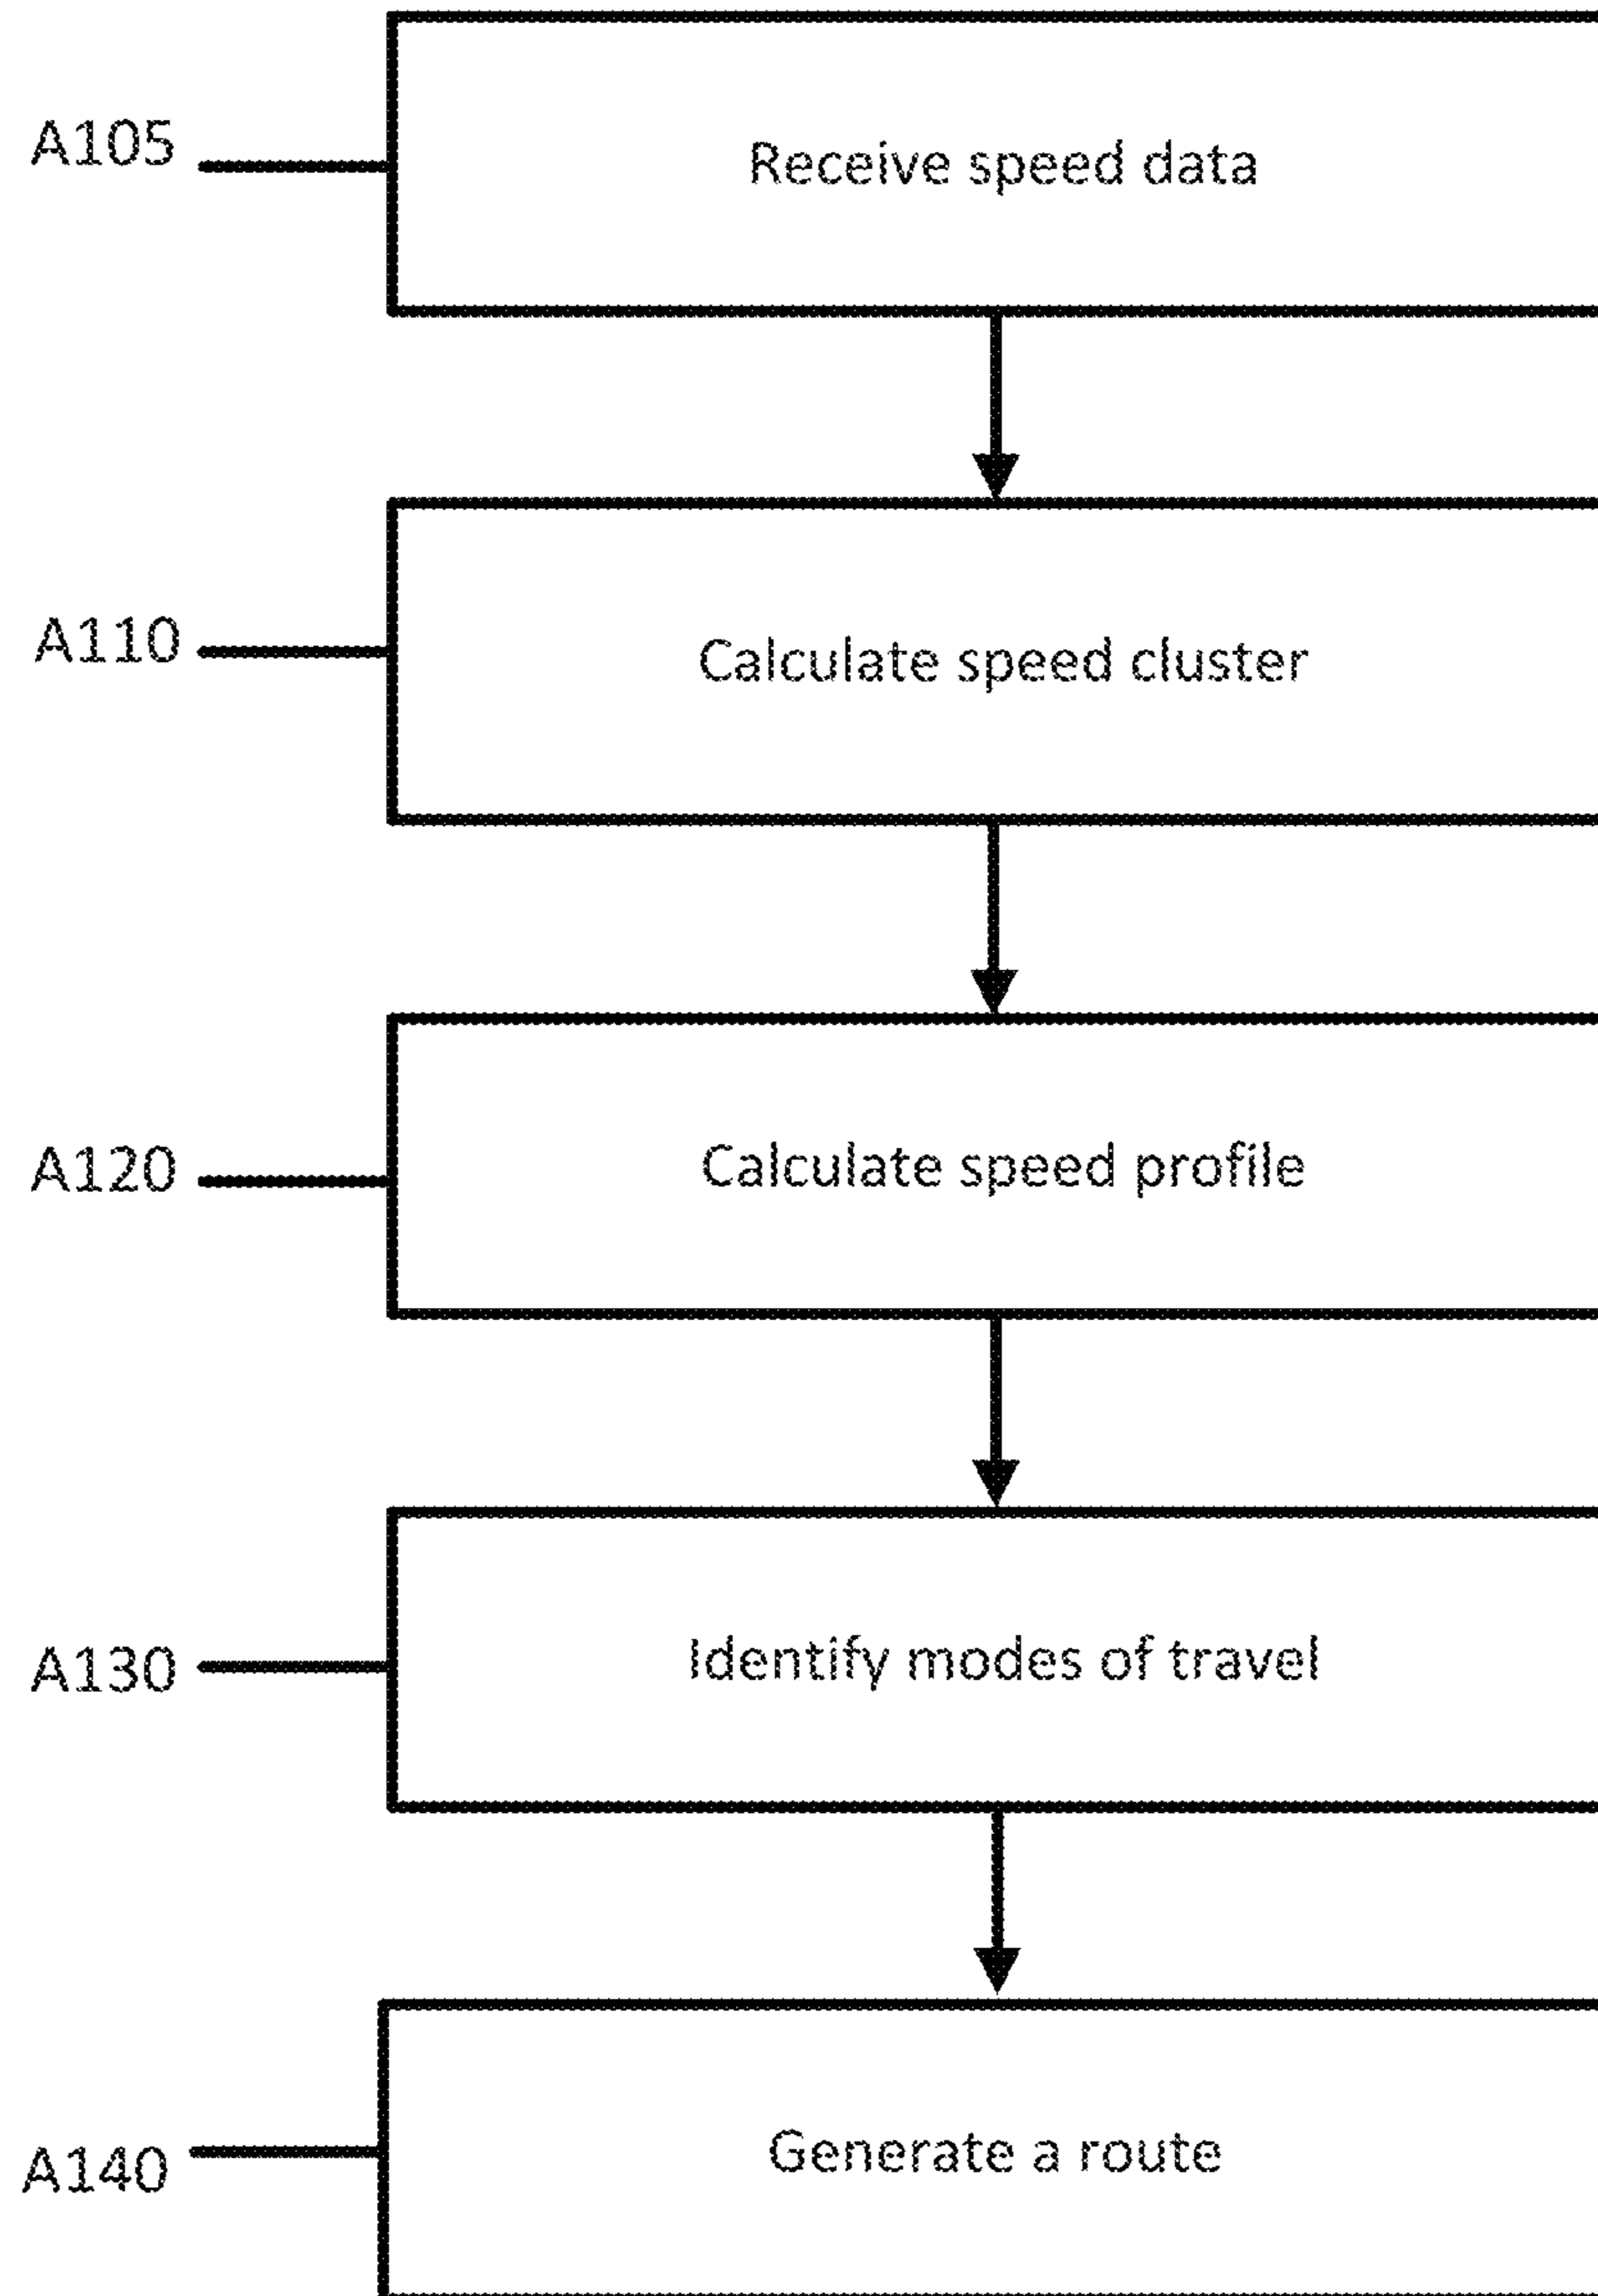 A105
Receive speed data
A110
Calculate speed cluster
A120
Calculate speed profile
A130
Identify modes of travel
A140
Generate a route